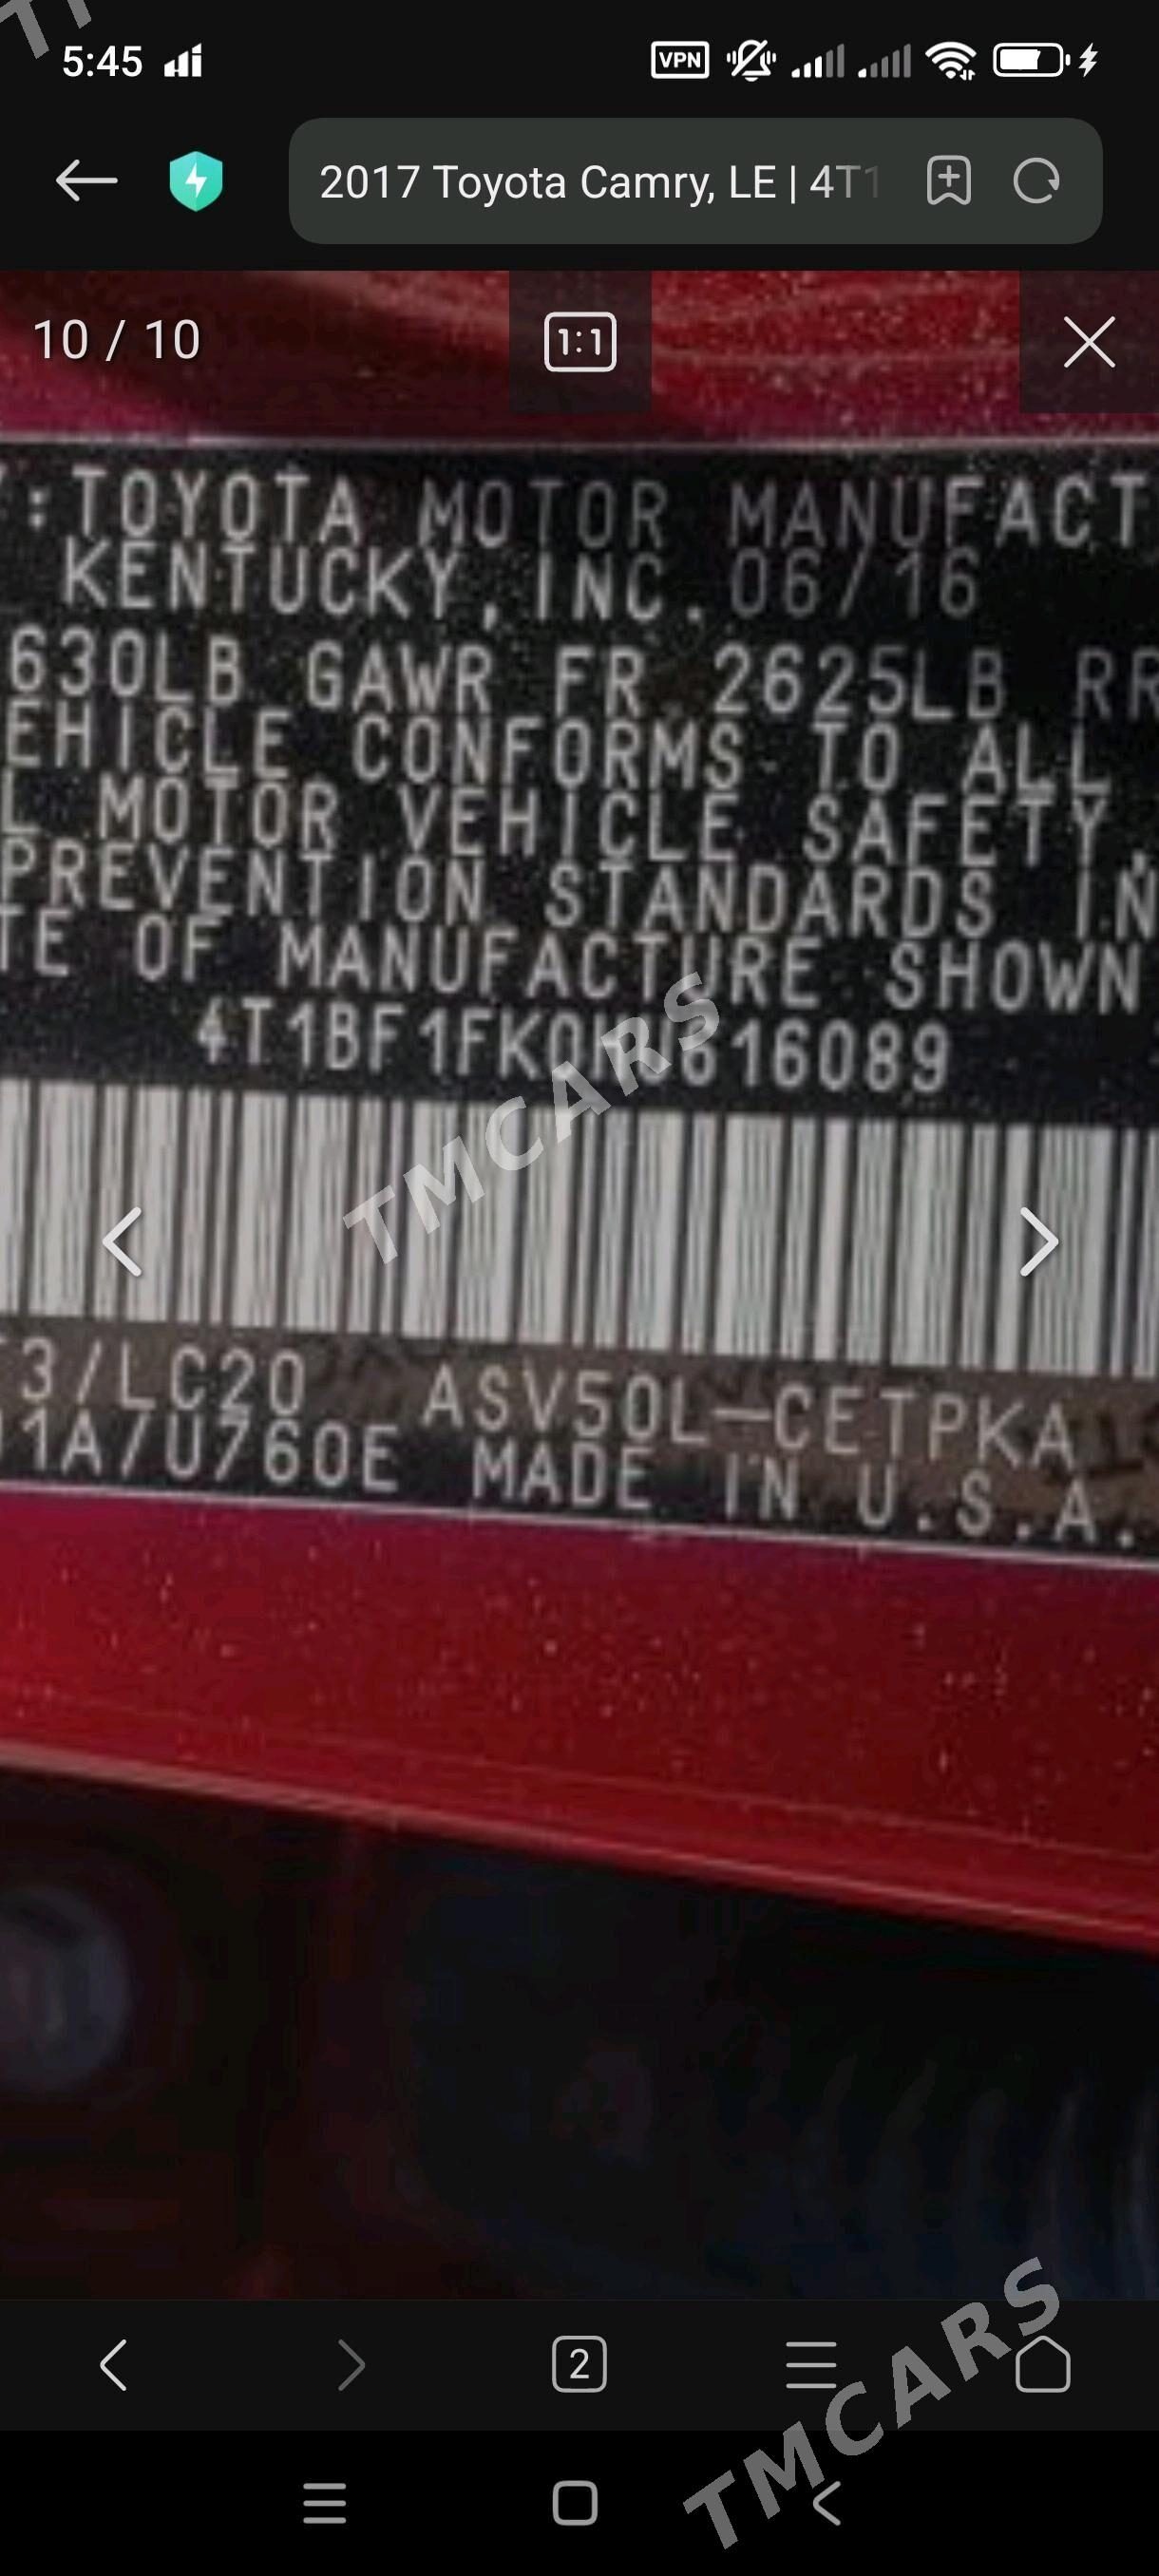 5:45 VPN
2017 Toyota Camry, LE | 4T1
10 / 10
1:1
:TOYOTA MOTOR MANUFACT
KENTUCKY, INC. 06/16
630LB GAWR FR 2625LB RR
EHICLE CONFORMS TO ALL
L MOTOR VEHICLE SAFETY,
PREVENTION STANDARDS IN
TE OF MANUFACTURE SHOWN
4T1BF1FK0HU616089
TMCARS
3/LC20 ASV50L-CETPKA
1A/U760E MADE IN U.S.A.
2
TMCARS